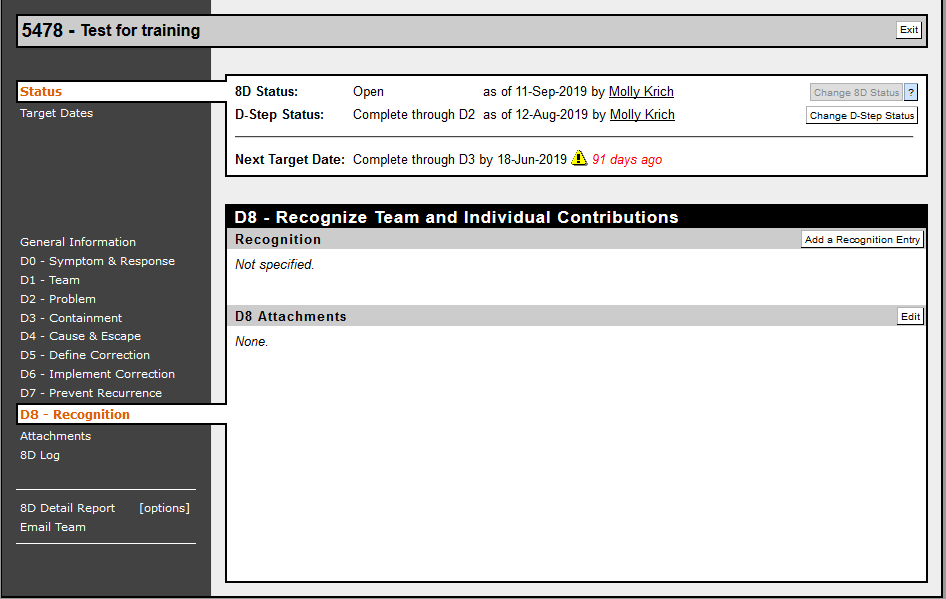 5478 - Test for training
Exit
Status
Target Dates
8D Status: Open as of 11-Sep-2019 by Molly Krich Change 8D Status ?
D-Step Status: Complete through D2 as of 12-Aug-2019 by Molly Krich Change D-Step Status
Next Target Date: Complete through D3 by 18-Jun-2019 91 days ago
General Information
D0 - Symptom & Response
D1 - Team
D2 - Problem
D3 - Containment
D4 - Cause & Escape
D5 - Define Correction
D6 - Implement Correction
D7 - Prevent Recurrence
D8 - Recognition
Attachments
8D Log
8D Detail Report [options]
Email Team
D8 - Recognize Team and Individual Contributions
Recognition Add a Recognition Entry
Not specified.
D8 Attachments Edit
None.